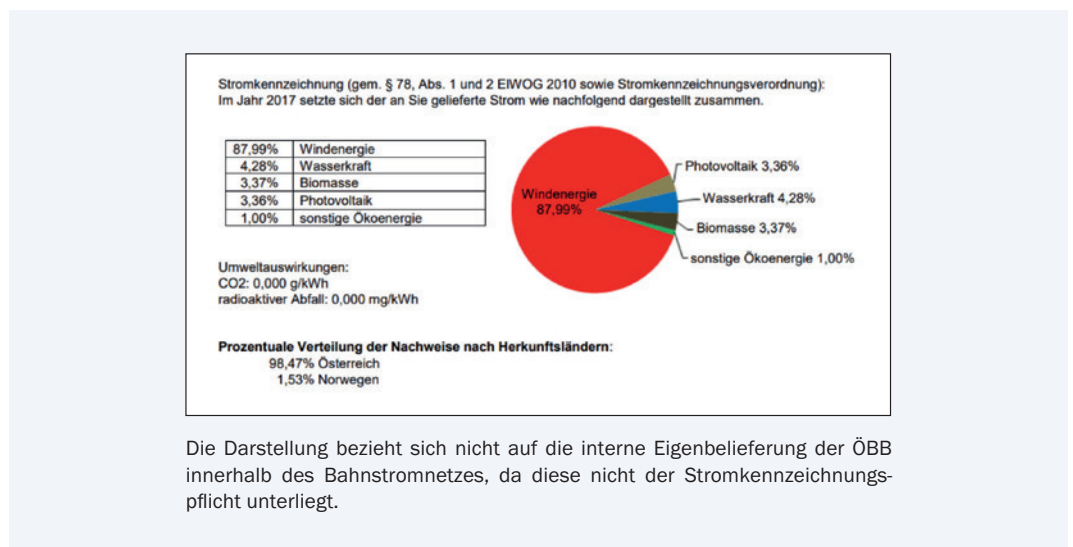 Stromkennzeichnung (gem. § 78, Abs. 1 und 2 ElWOG 2010 sowie Stromkennzeichnungsverordnung):
Im Jahr 2017 setzte sich der an Sie gelieferte Strom wie nachfolgend dargestellt zusammen.
87,99% Windenergie
4,28% Wasserkraft
3,37% Biomasse
3,36% Photovoltaik
1,00% sonstige Ökoenergie
Windenergie
87,99%
Photovoltaik 3,36%
Wasserkraft 4,28%
Biomasse 3,37%
sonstige Ökoenergie 1,00%
Umweltauswirkungen:
CO2: 0,000 g/kWh
radioaktiver Abfall: 0,000 mg/kWh
Prozentuale Verteilung der Nachweise nach Herkunftsländern:
98,47% Österreich
1,53% Norwegen
Die Darstellung bezieht sich nicht auf die interne Eigenbelieferung der ÖBB
innerhalb des Bahnstromnetzes, da diese nicht der Stromkennzeichnungs-
pflicht unterliegt.